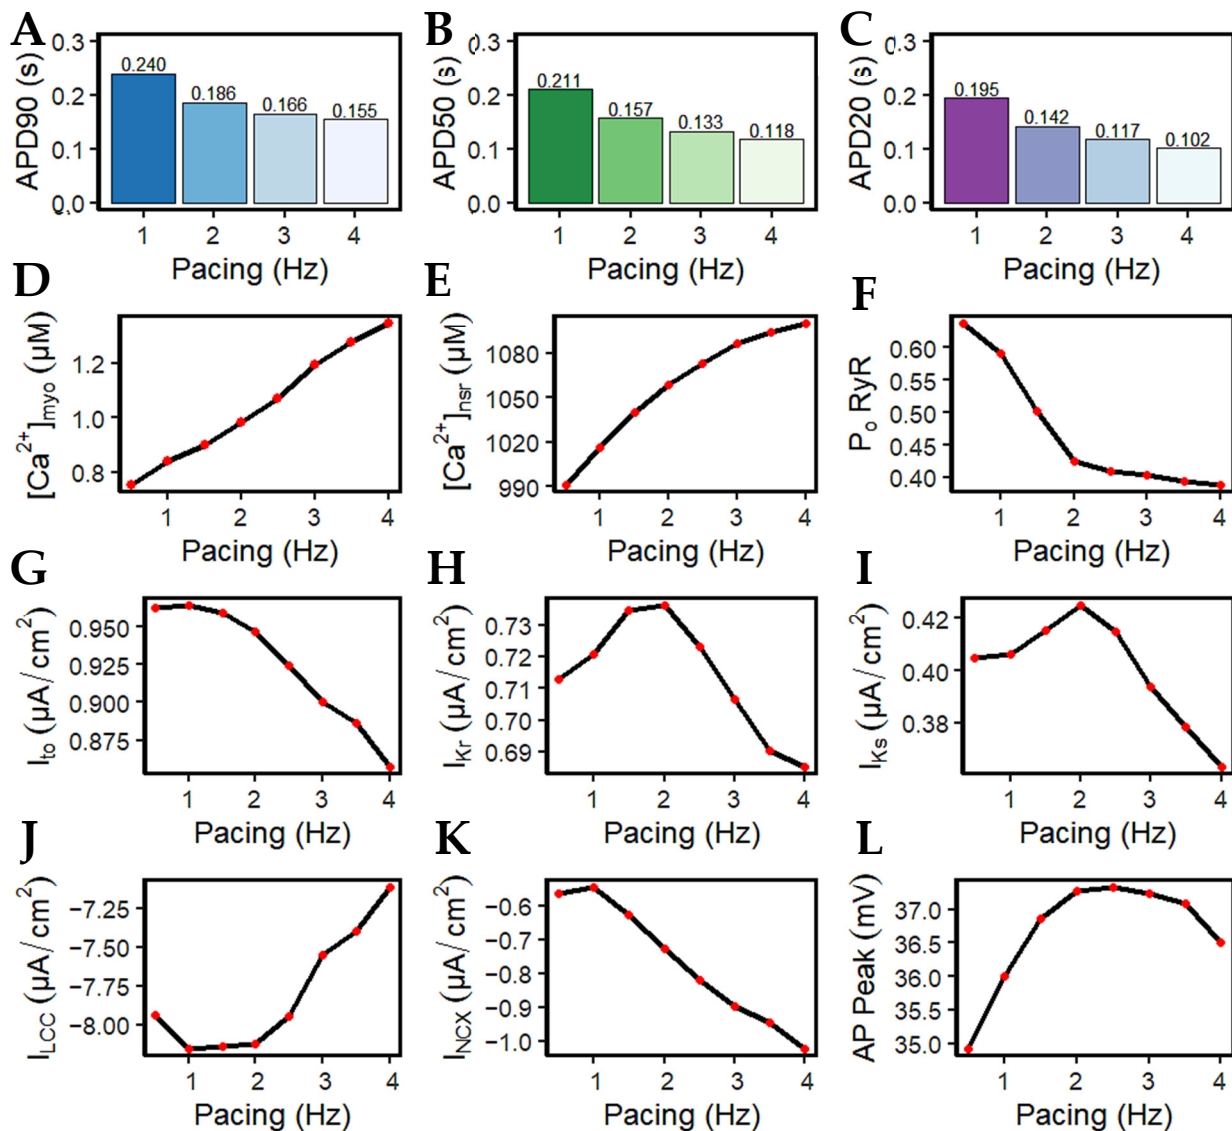 A
B
C
APD90 (s)
0.3
0.2
0.1
0.0
0.240
0.186
0.166
0.155
1 2 3 4
Pacing (Hz)
APD50 (s)
0.3
0.2
0.1
0.0
0.211
0.157
0.133
0.118
1 2 3 4
Pacing (Hz)
APD20 (s)
0.3
0.2
0.1
0.0
0.195
0.142
0.117
0.102
1 2 3 4
Pacing (Hz)
D
E
F
[Ca²⁺]myo (µM)
1.2
1.0
0.8
1 2 3 4
Pacing (Hz)
[Ca²⁺]nsr (µM)
1080
1050
1020
990
1 2 3 4
Pacing (Hz)
Po RyR
0.60
0.55
0.50
0.45
0.40
1 2 3 4
Pacing (Hz)
G
H
I
Ito (µA/cm²)
0.950
0.925
0.900
0.875
1 2 3 4
Pacing (Hz)
IKr (µA/cm²)
0.73
0.72
0.71
0.70
0.69
1 2 3 4
Pacing (Hz)
IKs (µA/cm²)
0.42
0.40
0.38
1 2 3 4
Pacing (Hz)
J
K
L
ILCC (µA/cm²)
−7.25
−7.50
−7.75
−8.00
1 2 3 4
Pacing (Hz)
INCX (µA/cm²)
−0.6
−0.7
−0.8
−0.9
−1.0
1 2 3 4
Pacing (Hz)
AP Peak (mV)
37.0
36.5
36.0
35.5
35.0
1 2 3 4
Pacing (Hz)